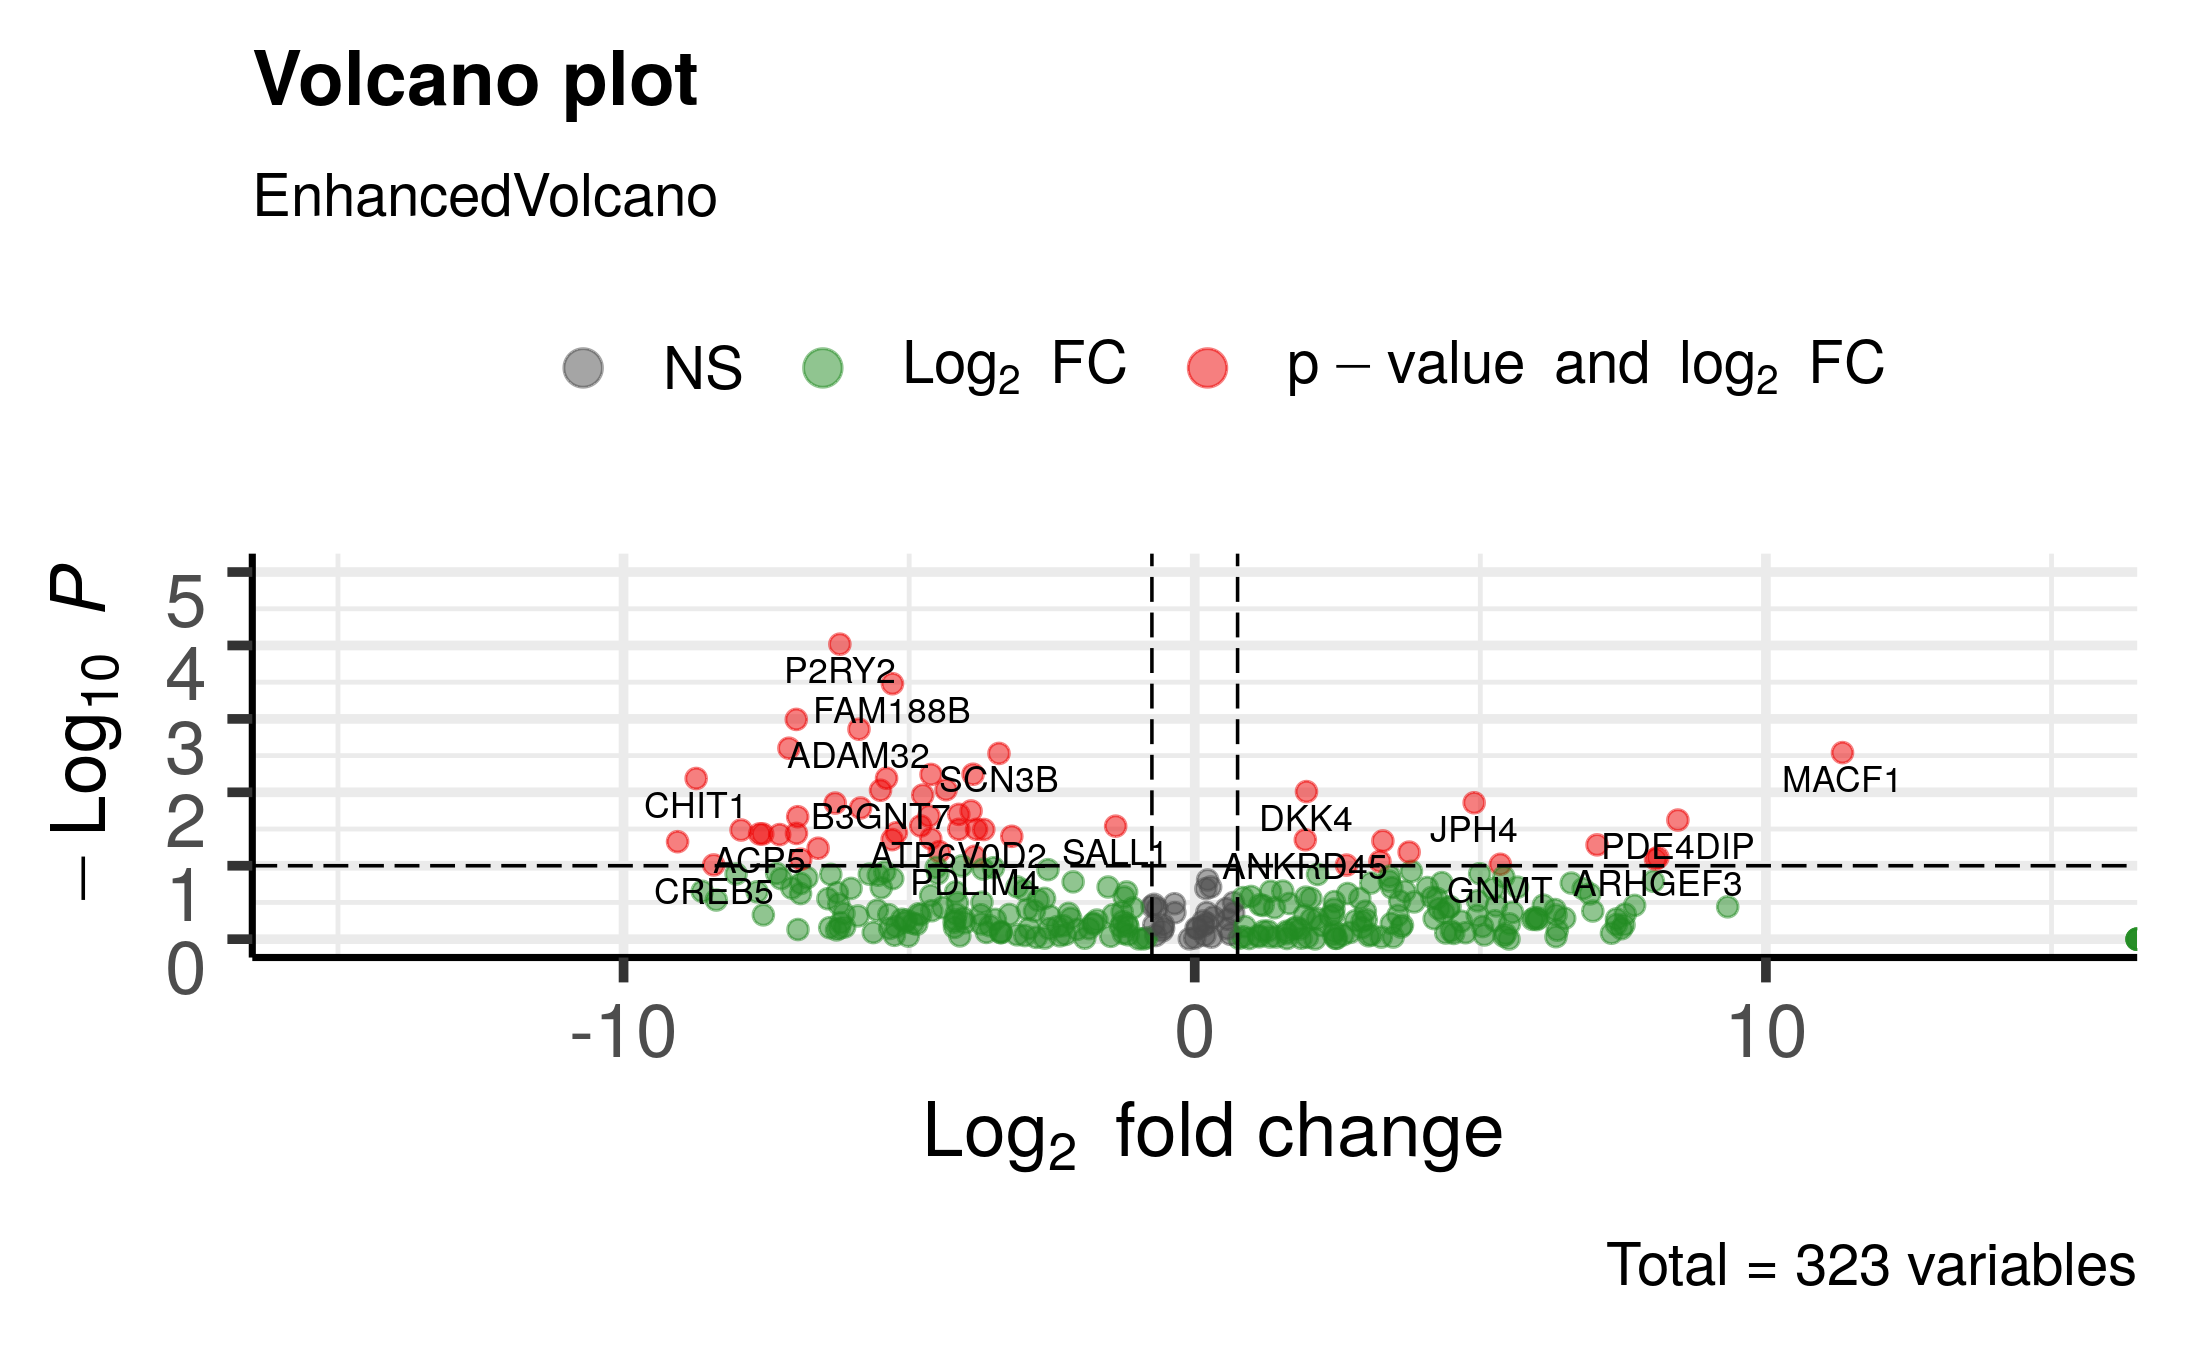 Volcano plot
EnhancedVolcano
NS Log₂ FC p − value and log₂ FC
− Log₁₀ P
5
4
3
2
1
0
P2RY2
FAM188B
ADAM32
SCN3B
MACF1
CHIT1
B3GNT7
DKK4
JPH4
PDE4DIP
ACP5
ATP6V0D2
SALL1
ANKRD45
CREB5
PDLIM4
GNMT
ARHGEF3
-10 0 10
Log₂ fold change
Total = 323 variables